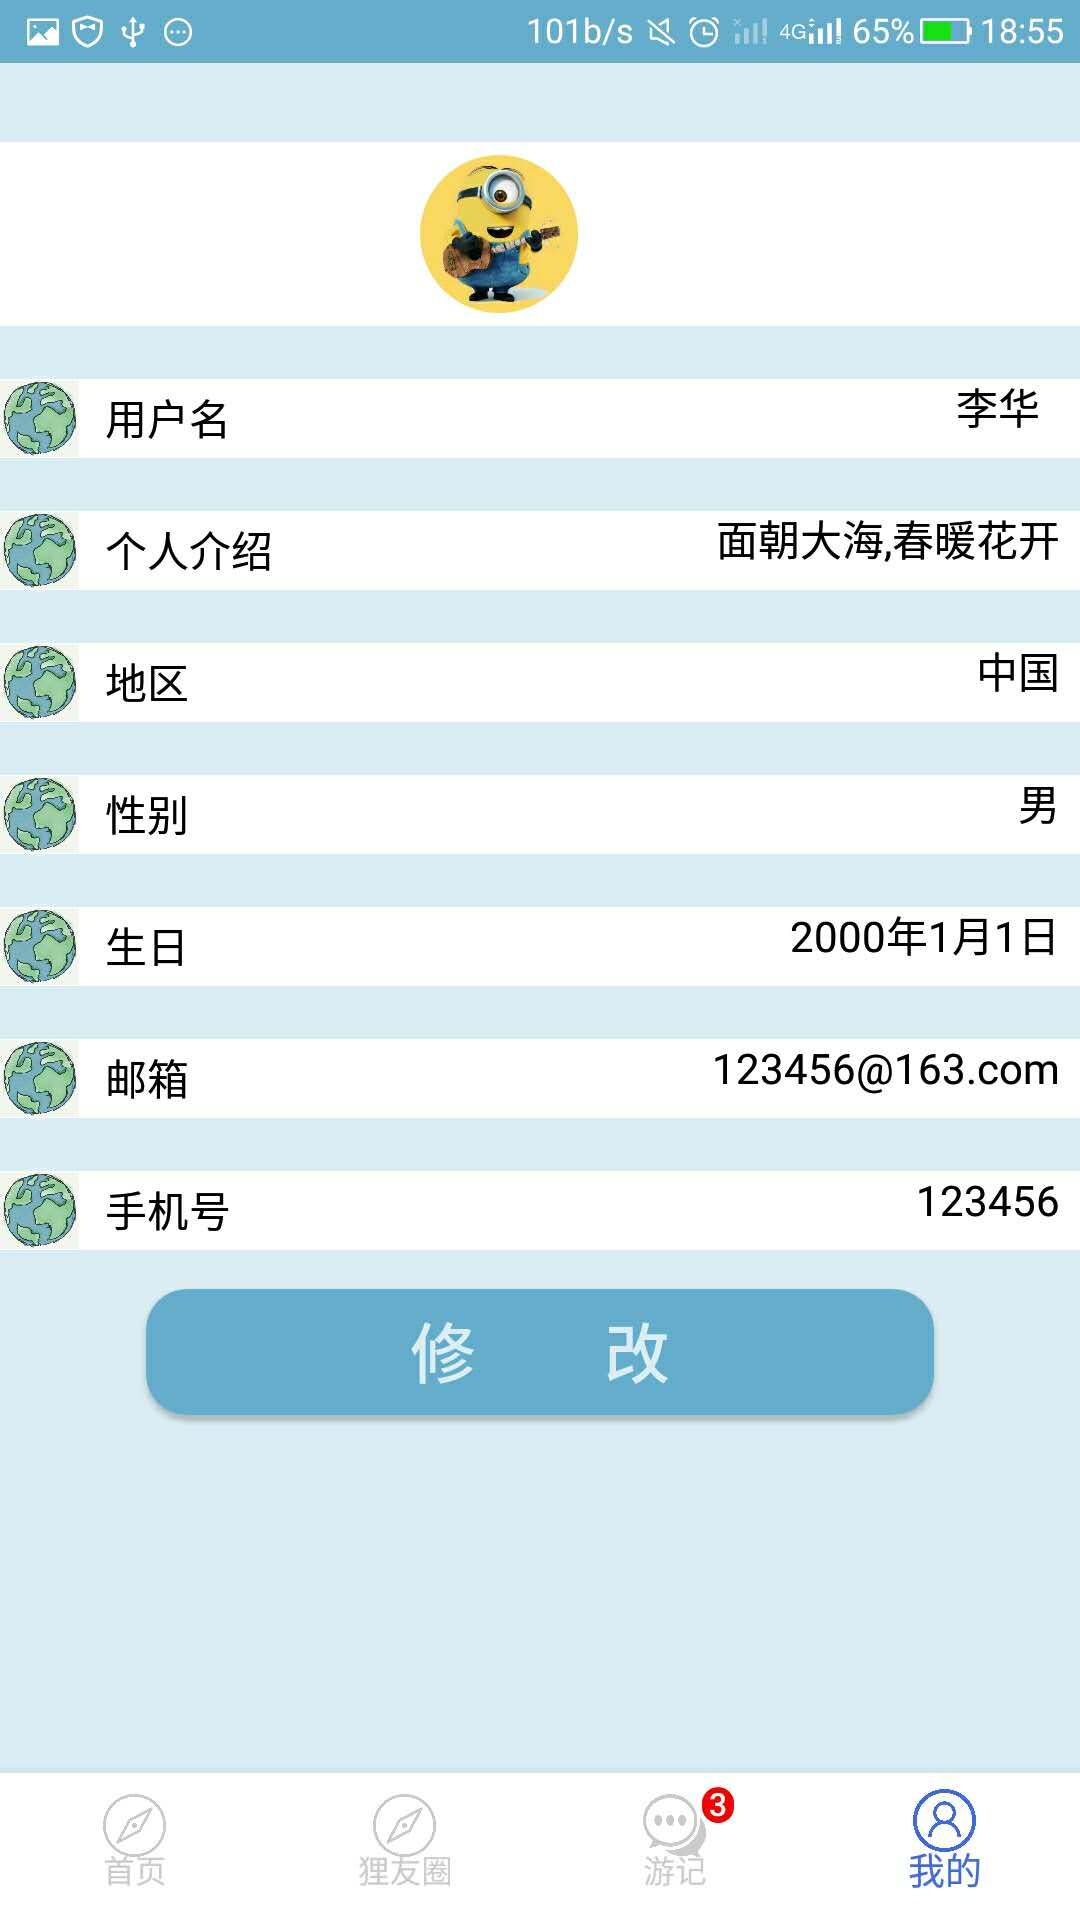 101b/s 4G 65% 18:55
用户名 李华
个人介绍 面朝大海,春暖花开
地区 中国
性别 男
生日 2000年1月1日
邮箱 123456@163.com
手机号 123456
修 改
3
首页 狸友圈 游记 我的